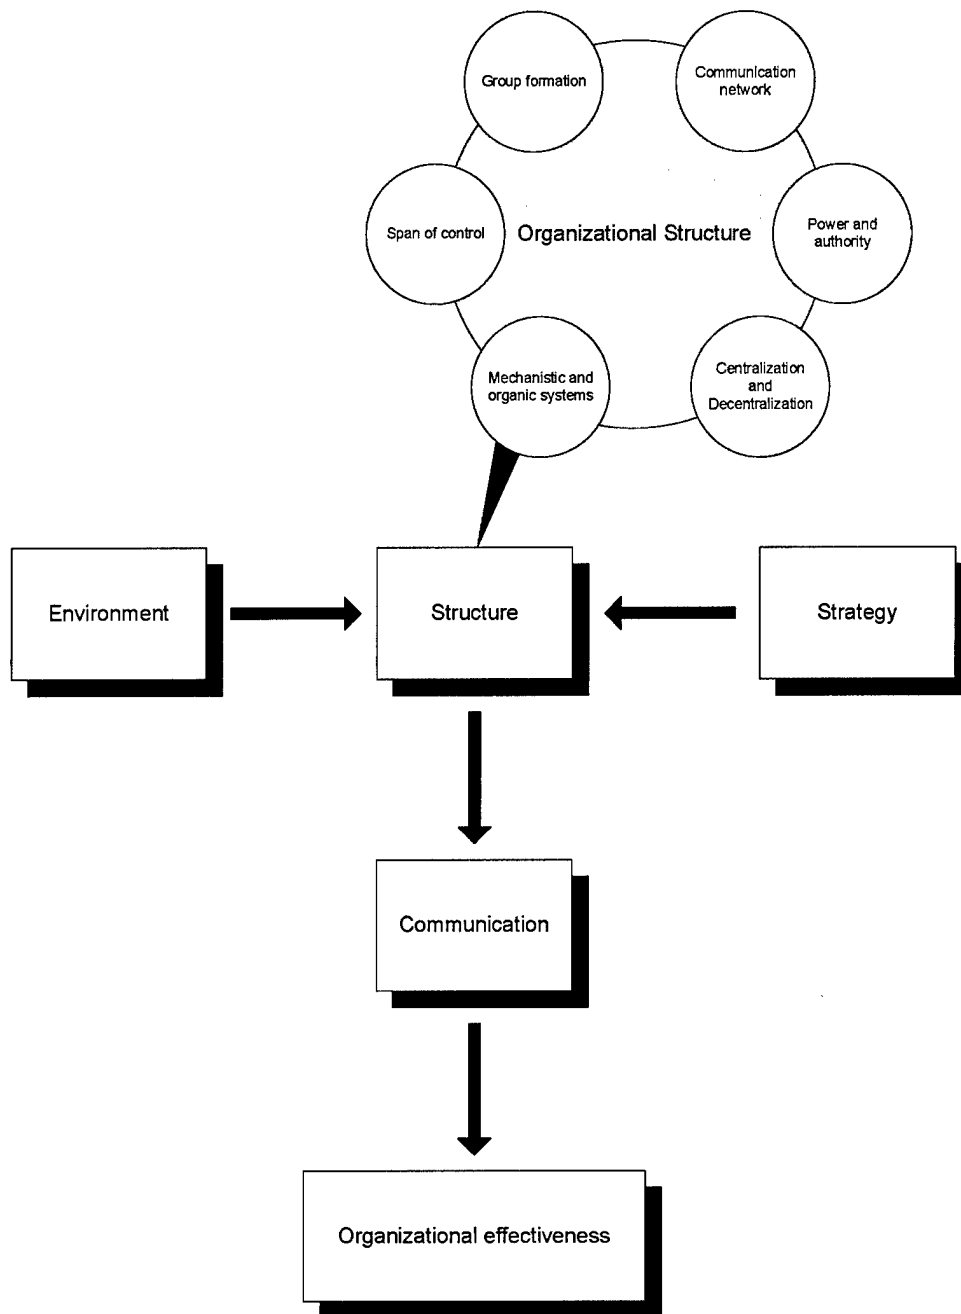 Group formation
Communication
network
Span of control
Organizational Structure
Power and
authority
Mechanistic and
organic systems
Centralization
and
Decentralization
Environment
Structure
Strategy
Communication
Organizational effectiveness